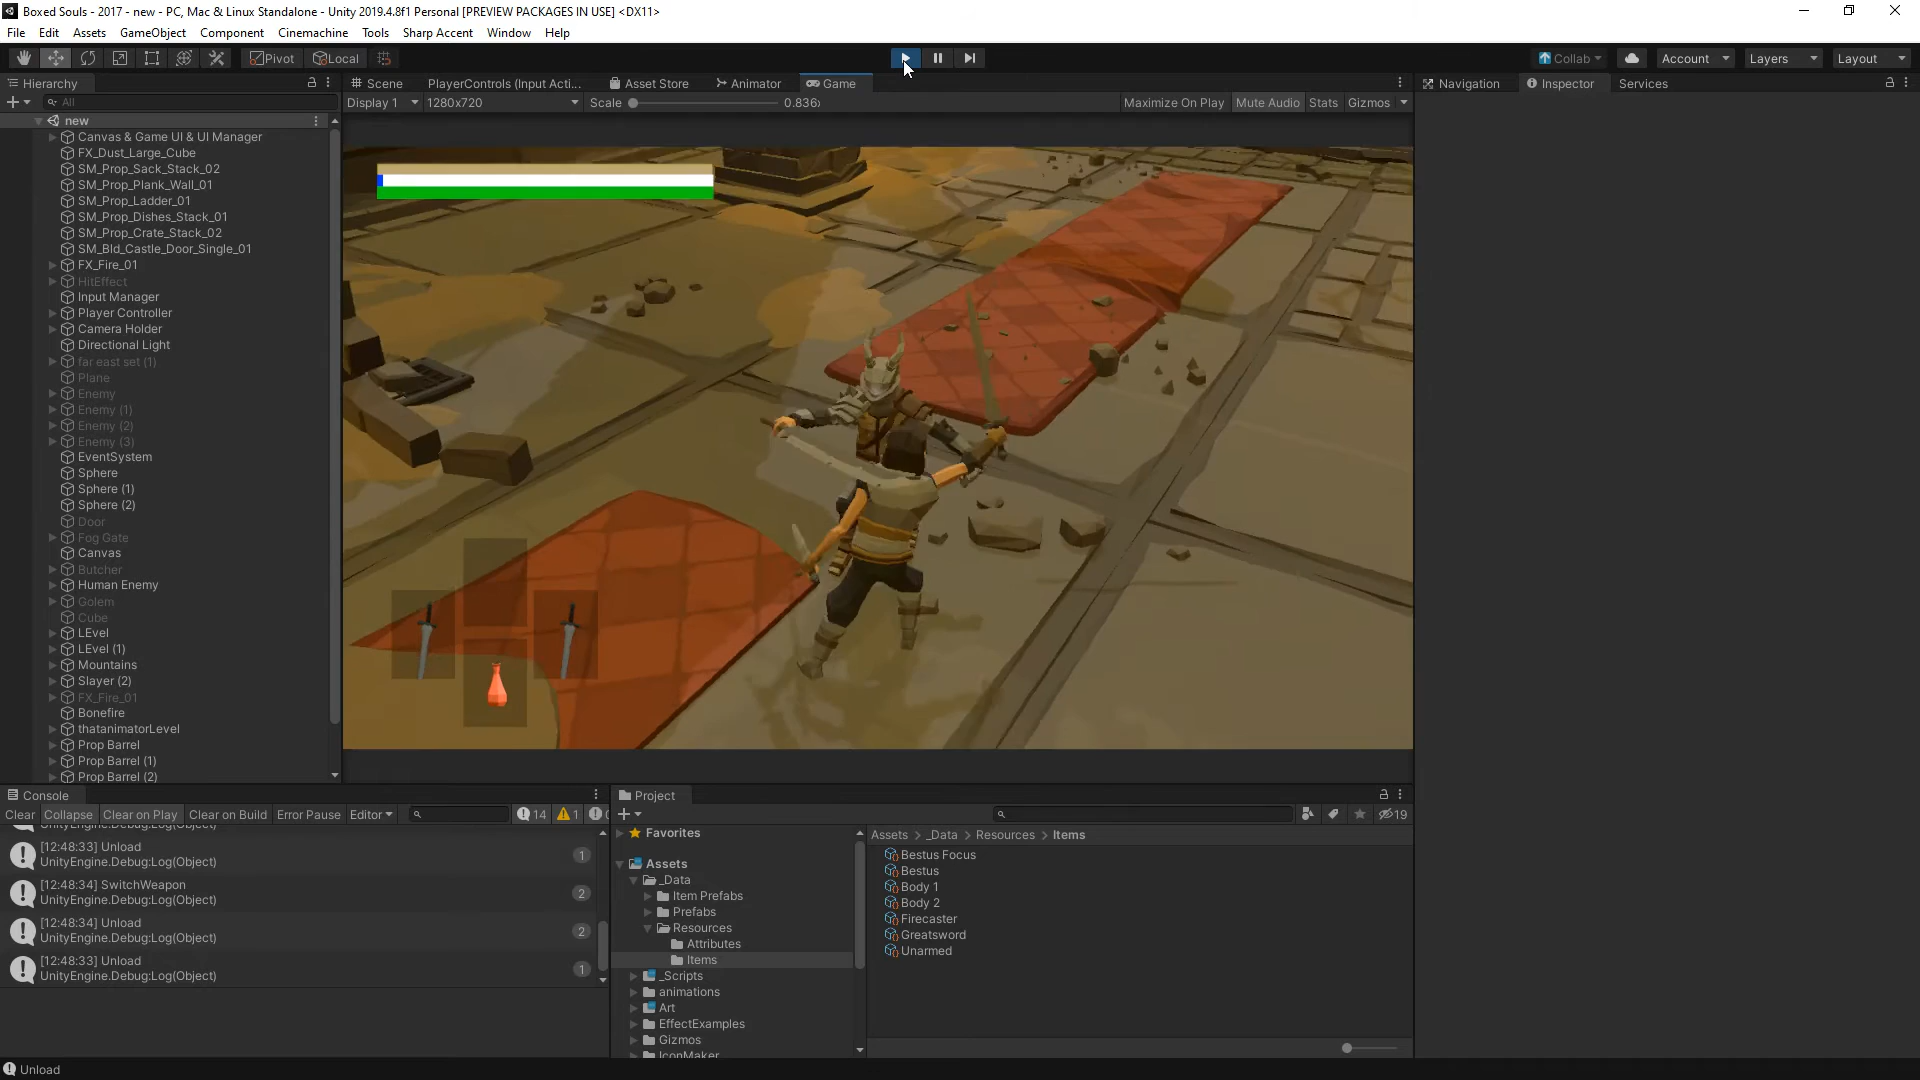 Boxed Souls - 2017 - new - PC, Mac & Linux Standalone - Unity 2019.4.8f1 Personal [PREVIEW PACKAGES IN USE] <DX11>
File Edit Assets GameObject Component Cinemachine Tools Sharp Accent Window Help
Pivot Local Collab Account Layers Layout
Hierarchy Scene PlayerControls (Input Acti... Asset Store Animator Game Navigation Inspector Services
All Display 1 1280x720 Scale 0.836x Maximize On Play Mute Audio Stats Gizmos
new
Canvas & Game UI & UI Manager
FX_Dust_Large_Cube
SM_Prop_Sack_Stack_02
SM_Prop_Plank_Wall_01
SM_Prop_Ladder_01
SM_Prop_Dishes_Stack_01
SM_Prop_Crate_Stack_02
SM_Bld_Castle_Door_Single_01
FX_Fire_01
HitEffect
Input Manager
Player Controller
Camera Holder
Directional Light
far east set (1)
Plane
Enemy
Enemy (1)
Enemy (2)
Enemy (3)
EventSystem
Sphere
Sphere (1)
Sphere (2)
Door
Fog Gate
Canvas
Butcher
Human Enemy
Golem
Cube
LEvel
LEvel (1)
Mountains
Slayer (2)
FX_Fire_01
Bonefire
thatanimatorLevel
Prop Barrel
Prop Barrel (1)
Prop Barrel (2)
Console
Clear Collapse Clear on Play Clear on Build Error Pause Editor 14 1
UnityEngine.Debug:Log(Object)
[12:48:33] Unload
UnityEngine.Debug:Log(Object)
1
[12:48:34] SwitchWeapon
UnityEngine.Debug:Log(Object)
2
[12:48:34] Unload
UnityEngine.Debug:Log(Object)
2
[12:48:33] Unload
UnityEngine.Debug:Log(Object)
1
Project
19
Favorites
Assets
_Data
Item Prefabs
Prefabs
Resources
Attributes
Items
_Scripts
animations
Art
EffectExamples
Gizmos
IconMaker
Assets > _Data > Resources > Items
Bestus Focus
Bestus
Body 1
Body 2
Firecaster
Greatsword
Unarmed
Unload